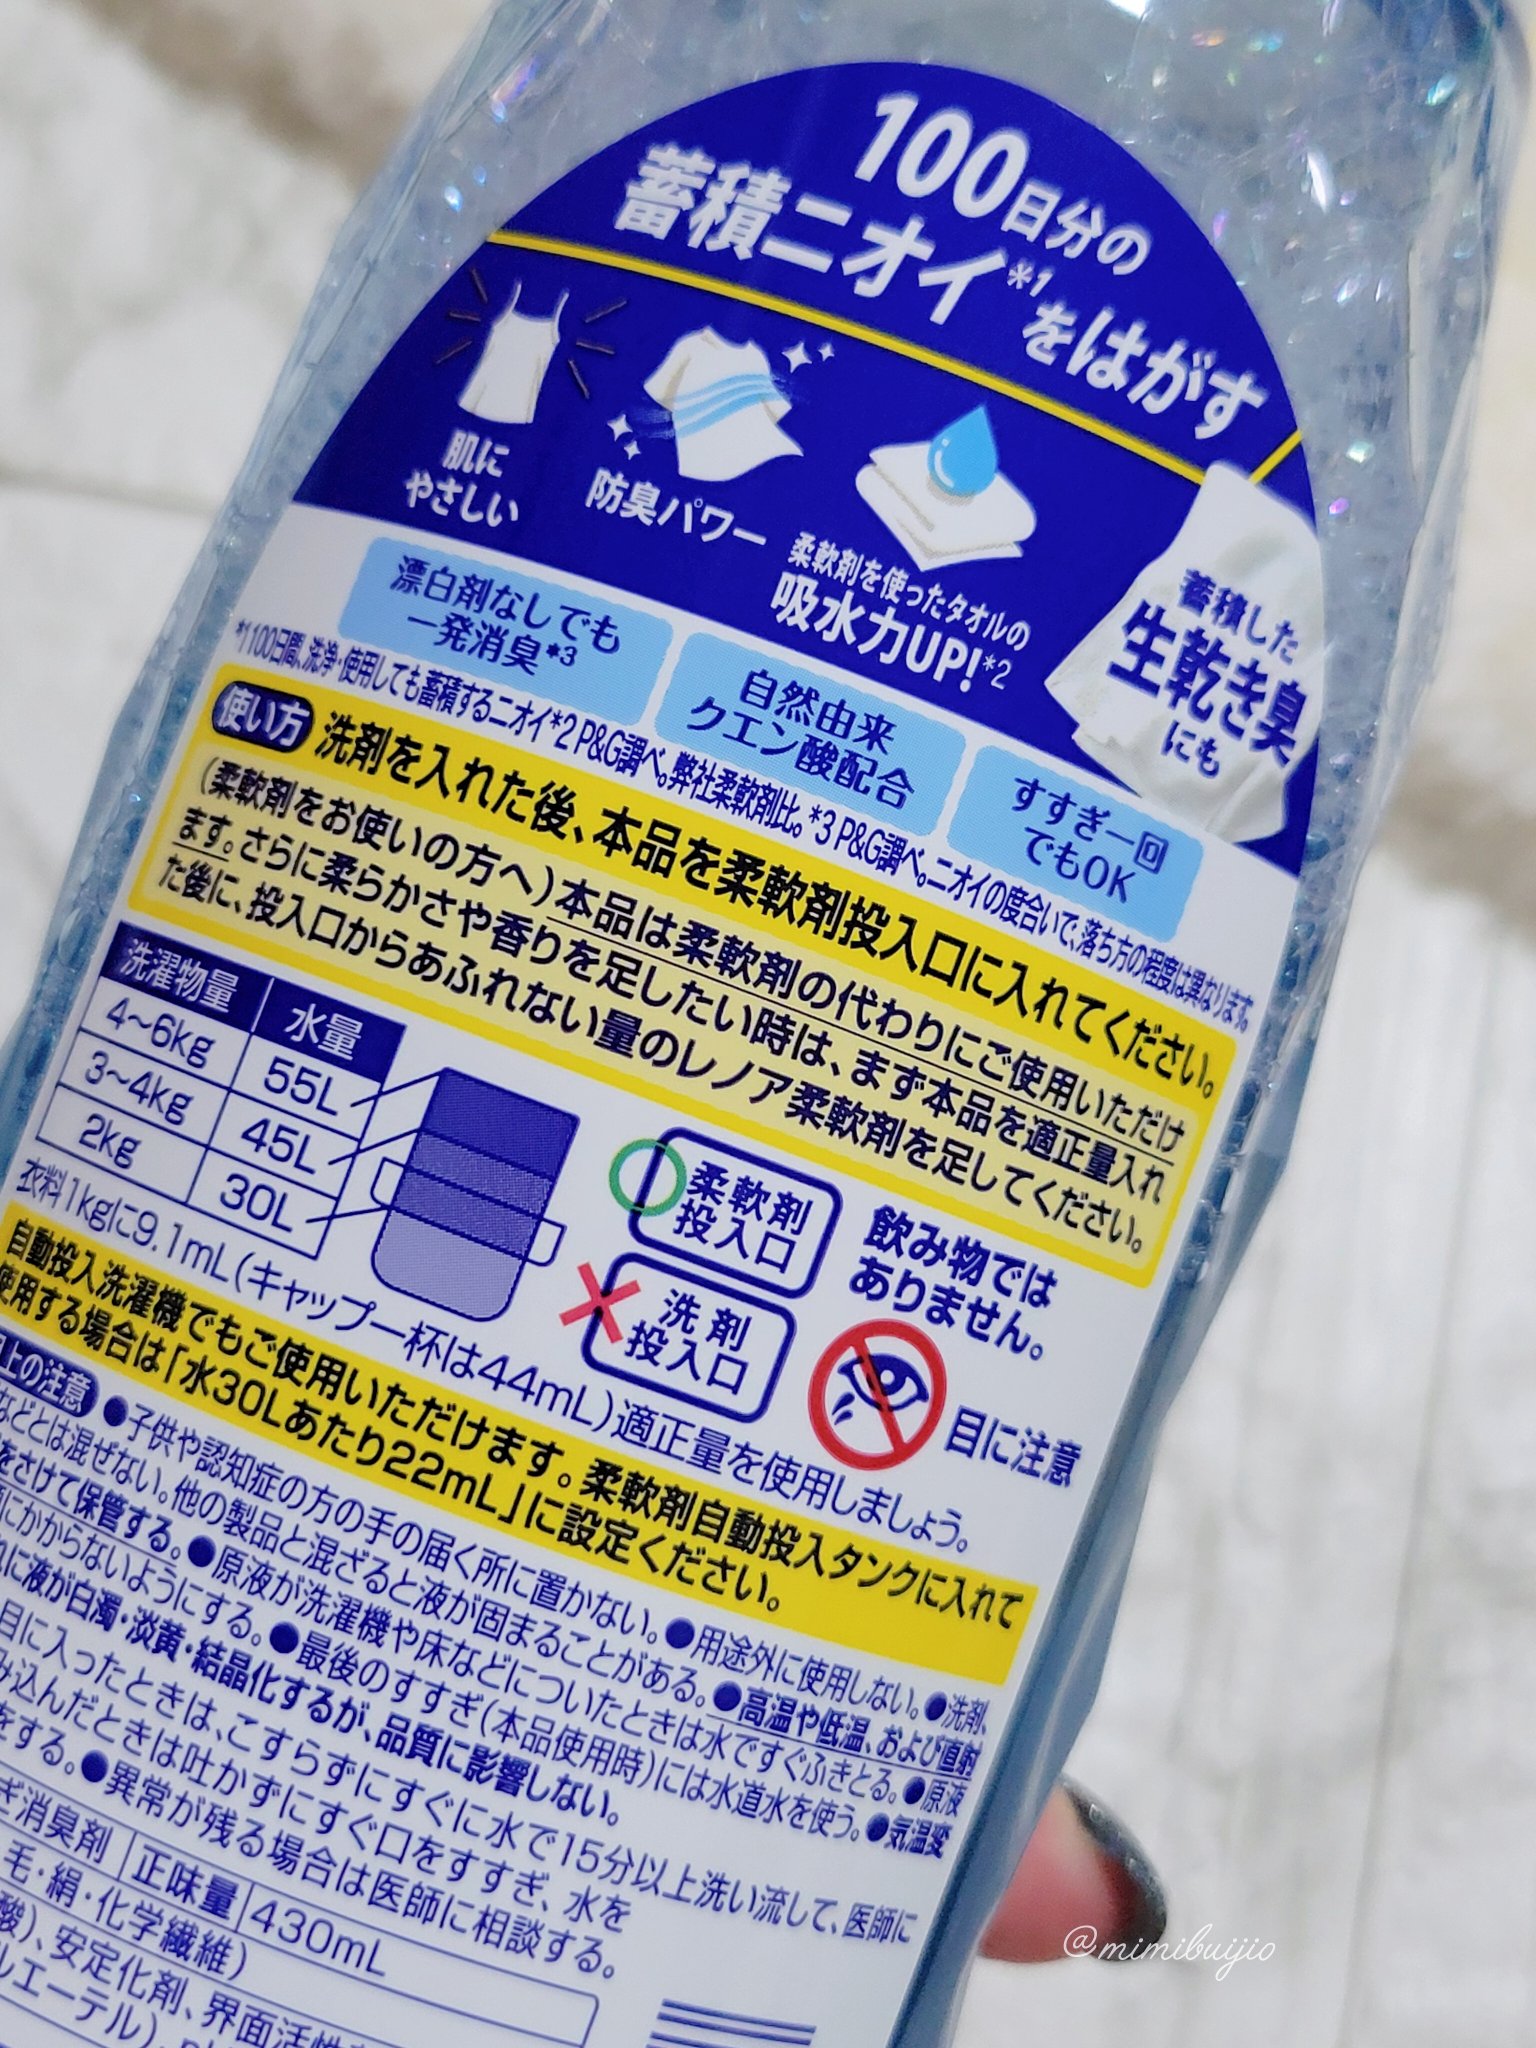 100日分の
蓄積ニオイ*1をはがす
肌に
やさしい
防臭パワー
柔軟剤を使ったタオルの
吸水力UP!*2
蓄積した
生乾き臭
にも
漂白剤なしでも
一発消臭*3
自然由来
クエン酸配合
すすぎ一回
でもOK
*1 100日間、洗浄・使用しても蓄積するニオイ*2 P&G調べ。弊社柔軟剤比。*3 P&G調べ。ニオイの度合いで、落ち方の程度は異なります。
使い方 洗剤を入れた後、本品を柔軟剤投入口に入れてください。
(柔軟剤をお使いの方へ)本品は柔軟剤の代わりにご使用いただけ
ます。さらに柔らかさや香りを足したい時は、まず本品を適正量入れ
た後に、投入口からあふれない量のレノア柔軟剤を足してください。
洗濯物量 水量
4~6kg 55L
3~4kg 45L
2kg 30L
柔軟剤
投入口
洗剤
投入口
飲み物では
ありません。
目に注意
衣料1kgに9.1mL(キャップ一杯は44mL)適正量を使用しましょう。
自動投入洗濯機でもご使用いただけます。柔軟剤自動投入タンクに入れて
使用する場合は「水30Lあたり22mL」に設定ください。
上の注意 ●子供や認知症の方の手の届く所に置かない。●用途外に使用しない。●洗剤、
などとは混ぜない。他の製品と混ざると液が固まることがある。●高温や低温、および直射
をさけて保管する。●原液が洗濯機や床などについたときは水ですぐふきとる。●原液
にかからないようにする。●最後のすすぎ(本品使用時)には水道水を使う。●気温変
に液が白濁・淡黄・結晶化するが、品質に影響しない。
目に入ったときは、こすらずにすぐに水で15分以上洗い流して、医師に
み込んだときは吐かずにすぐ口をすすぎ、水を
をする。●異常が残る場合は医師に相談する。
ぎ消臭剤 正味量 430mL
毛・絹・化学繊維)
酸)、安定化剤、界面活性
ルエーテル)、
@mimibuijio